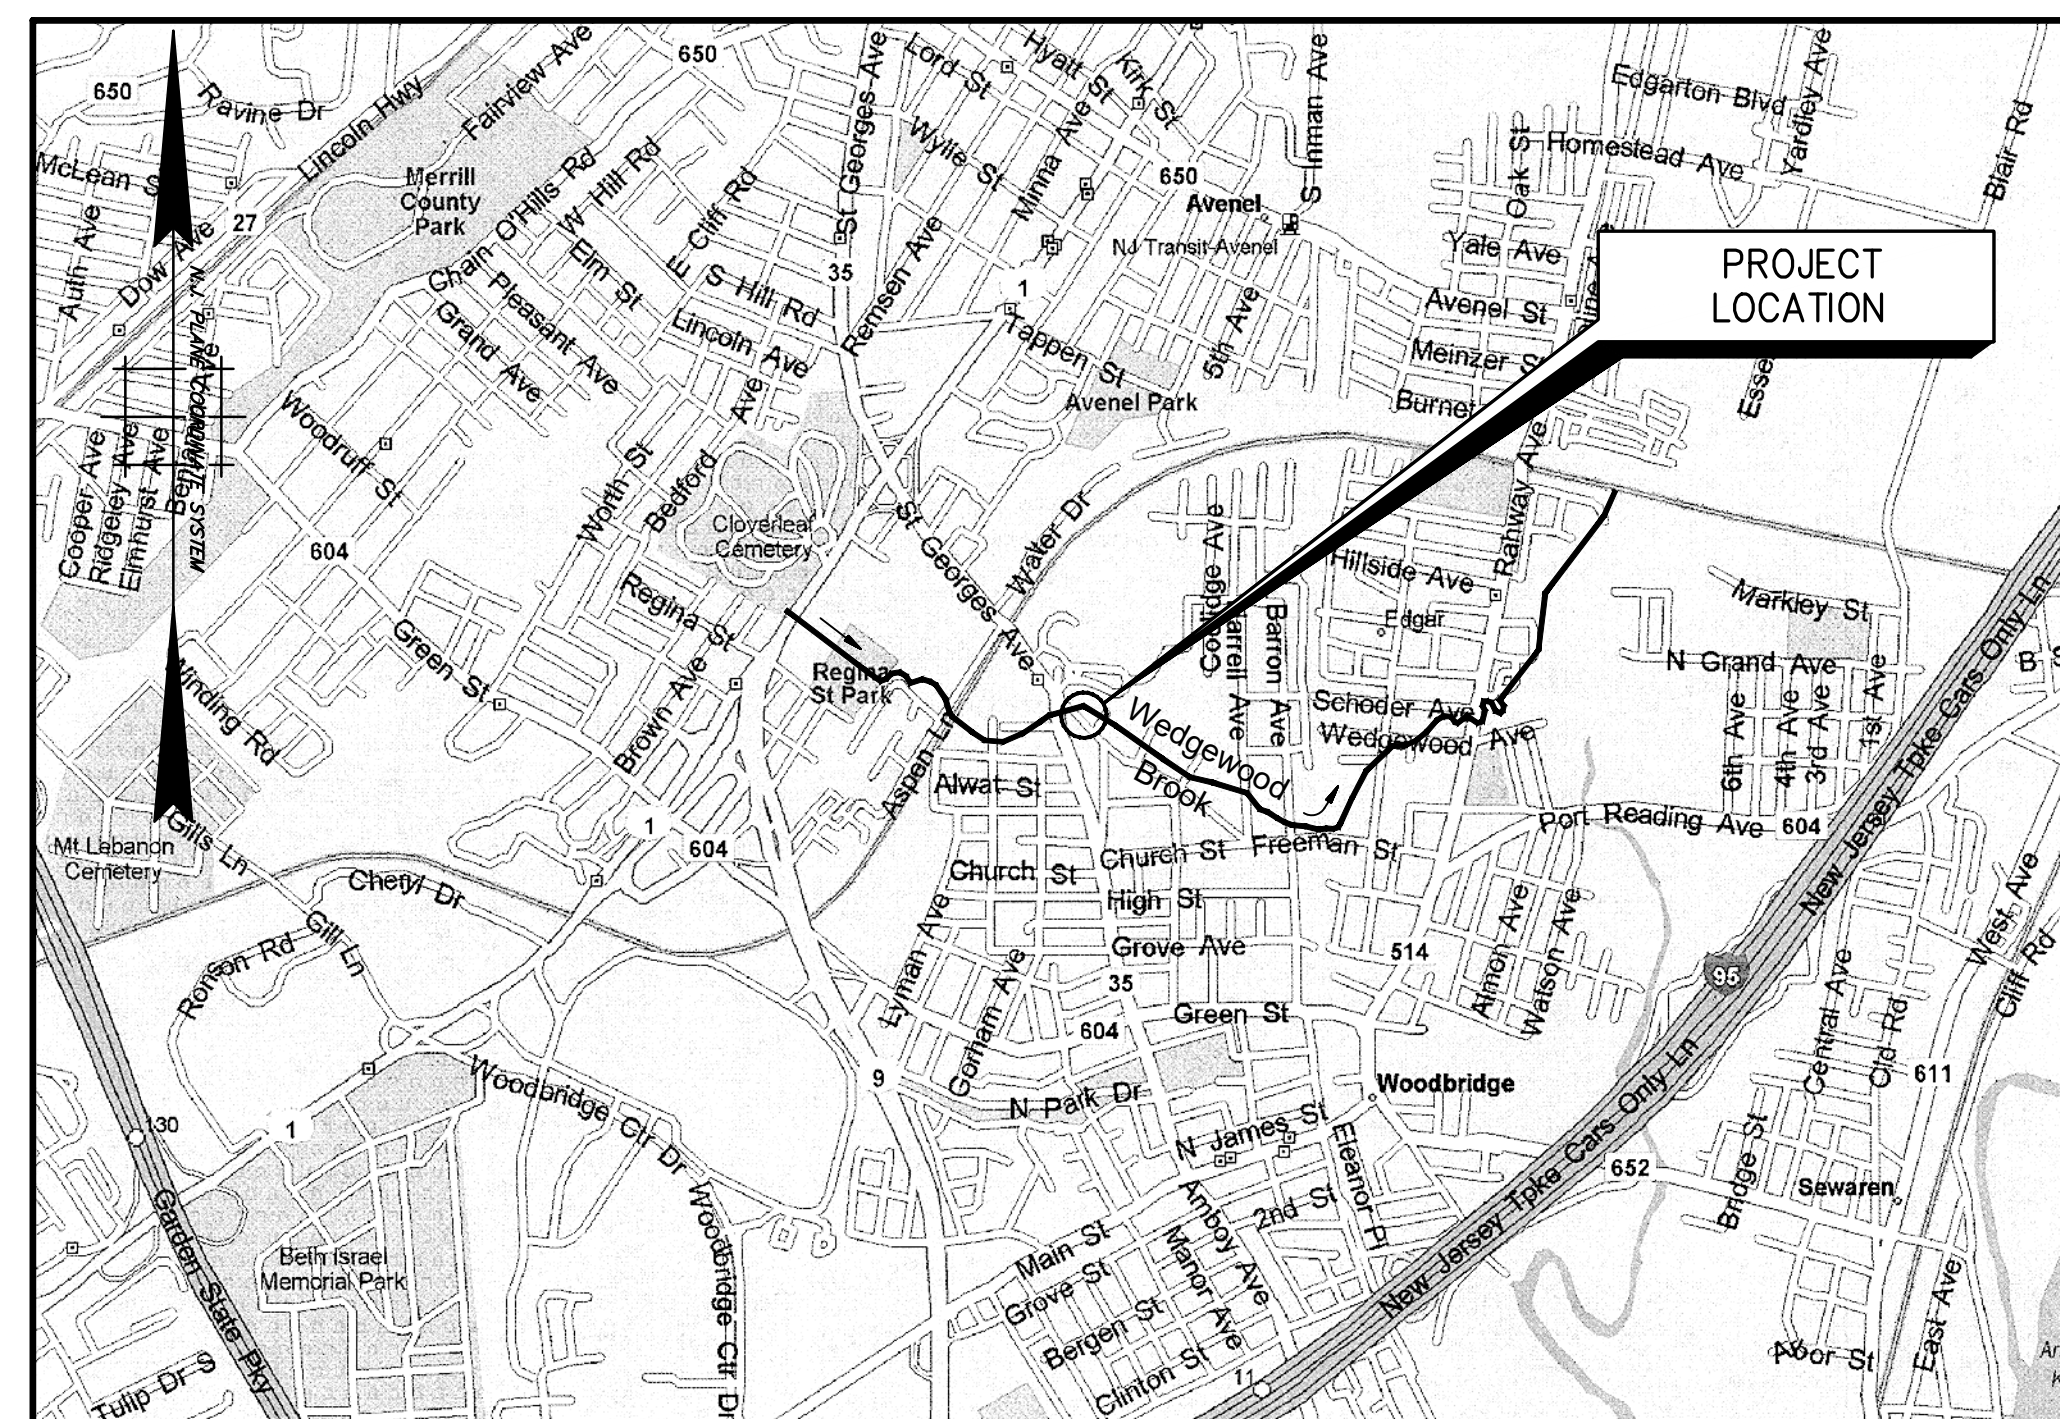 650
Ravine Dr
Lincoln Hwy
Fairview Ave
650
St Georges Ave
Lord St
Hyatt St
Kirk St
S Inman Ave
Edgarton Blvd
Yardley Ave
Blair Rd
McLean S
Merrill
County
Park
Wylie St
Minna Ave
650
Avenel
NJ Transit-Avenel
Oak St
Homestead Ave
27
Auth Ave
Dow Ave
Chain O'Hills Rd
W Hill Rd
Cliff Rd
Elm St
E S Hill Rd
35
Remsen Ave
1
Yale Ave
PROJECT
LOCATION
N.J. PLANE COORDINATE SYSTEM
Pleasant Ave
Grand Ave
Lincoln Ave
Tappen St
5th Ave
Avenel St
Meinzer S
Burnet
Esse
Avenel Park
Cooper Ave
Ridgeley Ave
Elmhurst Ave
Woodruff St
North St
Bedford
Ave
Cloverleaf
Cemetery
604
St Georges Ave
Water Dr
Rahway Ave
Hillside Ave
Edgar
Coolidge Ave
Harrell Ave
Barron Ave
Markley St
N Grand Ave
Regina St
Green St
Regina
St Park
Brown Ave
Winding Rd
Aspen Ln
Wedgewood
Brook
Schoder Ave
Wedgewood Ave
6th Ave
4th Ave
3rd Ave
1st Ave
New Jersey Tpke Cars Only Ln
B
Alwat St
Port Reading Ave
604
Gills Ln
1
604
Mt Lebanon
Cemetery
Cheryl Dr
Church St
Church St
Freeman St
High St
Grove Ave
Gill Ln
Ronson Rd
Lyman Ave
Gorham Ave
514
Almon Ave
Watson Ave
95
West Ave
Cliff Rd
Central Ave
Old Rd
611
35
604
Green St
9
Woodbridge Ctr Dr
N Park Dr
Woodbridge
130
1
N James St
Eleanor Pl
652
Bridge St
Sewaren
Woodbridge Ctr Dr
Amboy Ave
2nd St
Main St
Manor Ave
New Jersey Tpke Cars Only Ln
Garden State Pky
Beth Israel
Memorial Park
Grove St
Bergen St
Clinton St
11
East Ave
Tulip Dr S